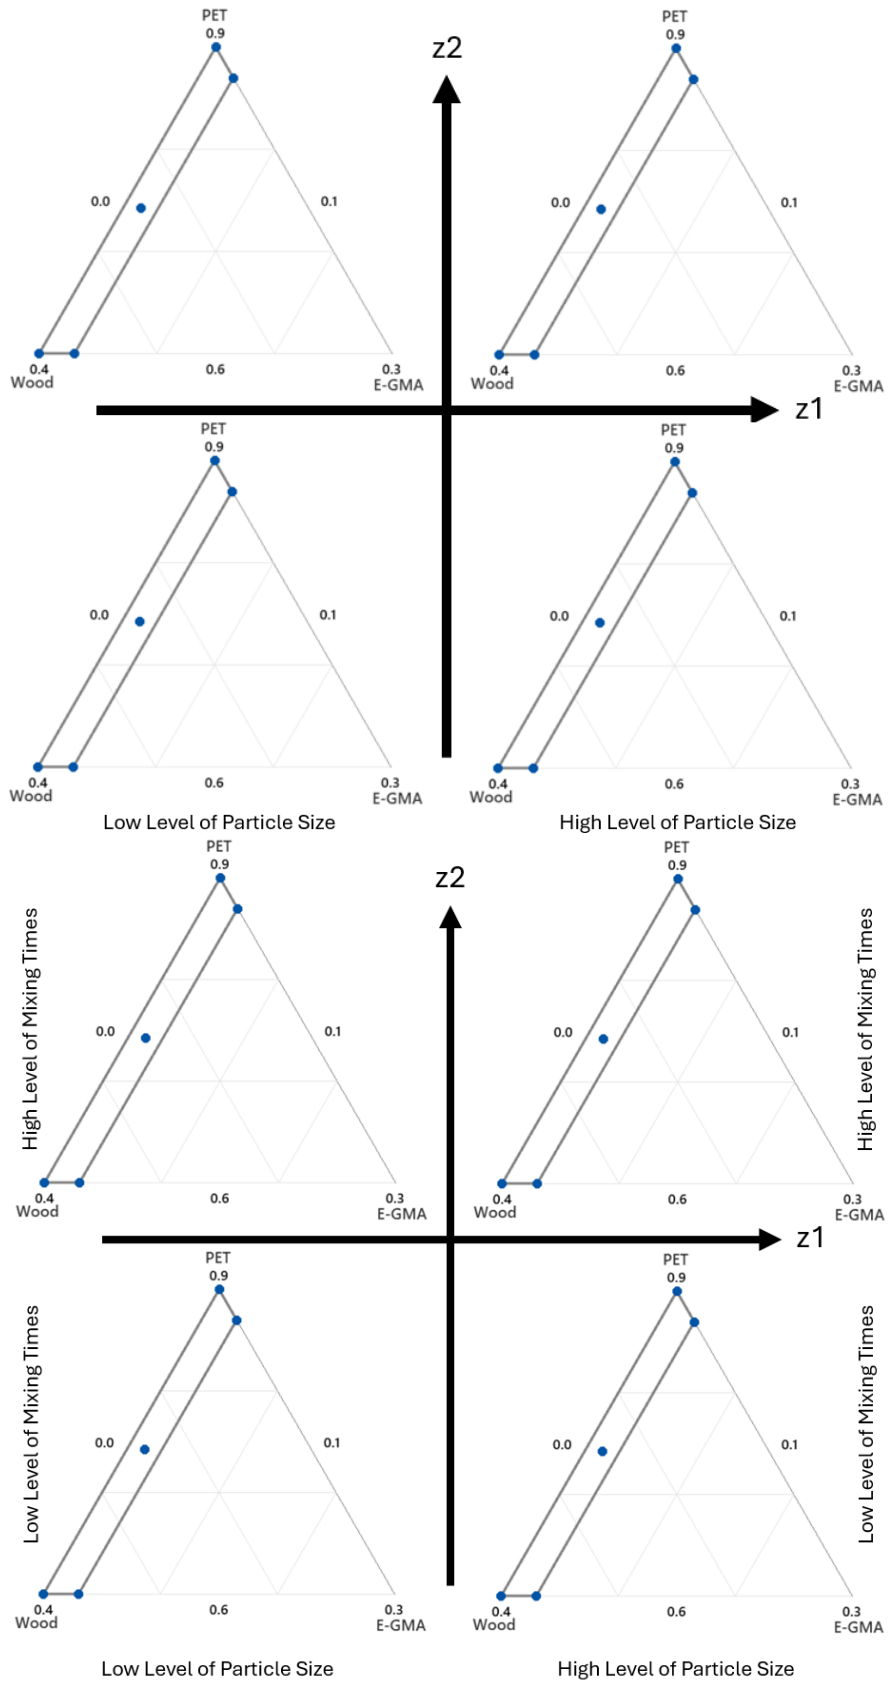 PET
0.9
z2
PET
0.9
0.0
0.1
0.0
0.1
0.4
0.6
0.3
Wood
E-GMA
0.4
0.6
0.3
Wood
E-GMA
z1
PET
0.9
PET
0.9
0.0
0.1
0.0
0.1
0.4
0.6
0.3
Wood
E-GMA
0.4
0.6
0.3
Wood
E-GMA
Low Level of Particle Size
High Level of Particle Size
PET
0.9
z2
PET
0.9
High Level of Mixing Times
0.0
0.1
0.0
0.1
High Level of Mixing Times
0.4
0.6
0.3
Wood
E-GMA
0.4
0.6
0.3
Wood
E-GMA
z1
PET
0.9
PET
0.9
Low Level of Mixing Times
0.0
0.1
0.0
0.1
Low Level of Mixing Times
0.4
0.6
0.3
Wood
E-GMA
0.4
0.6
0.3
Wood
E-GMA
Low Level of Particle Size
High Level of Particle Size